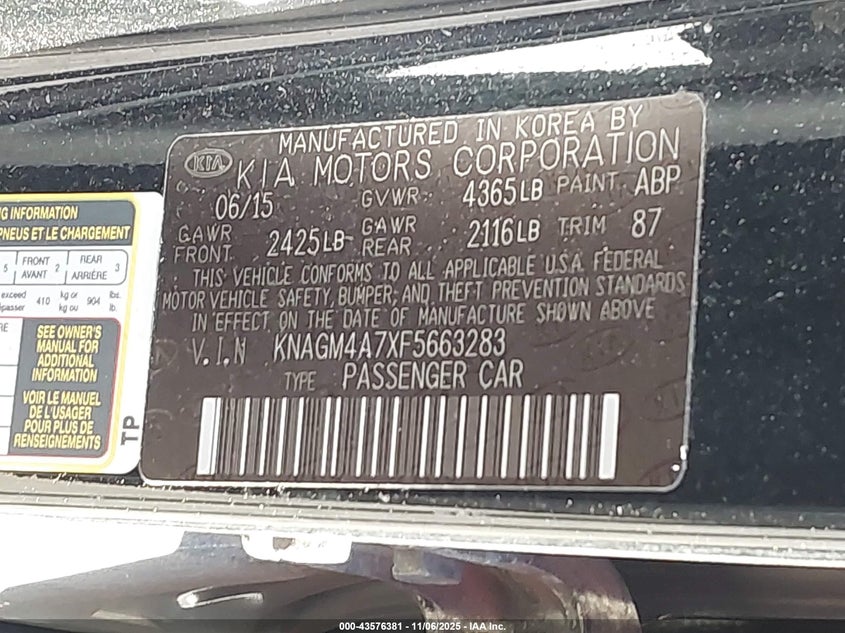 MANUFACTURED IN KOREA BY
KIA KIA MOTORS CORPORATION
06/15 GVWR 4365LB PAINT ABP
GAWR FRONT 2425LB GAWR REAR 2116LB TRIM 87
THIS VEHICLE CONFORMS TO ALL APPLICABLE U.S.A. FEDERAL
MOTOR VEHICLE SAFETY, BUMPER, AND THEFT PREVENTION STANDARDS
IN EFFECT ON THE DATE OF MANUFACTURE SHOWN ABOVE
V.I.N KNAGM4A7XF5663283
TYPE PASSENGER CAR
INFORMATION
PNEUS ET LE CHARGEMENT
5 FRONT 2 REAR 3
AVANT ARRIÈRE
exceed 410 kg or 904 lbs.
kg ou lb.
SEE OWNER'S
MANUAL FOR
ADDITIONAL
INFORMATION
VOIR LE MANUEL
DE L'USAGER
POUR PLUS DE
RENSEIGNEMENTS
TP
000-43576381 - 11/06/2025 - IAA Inc.